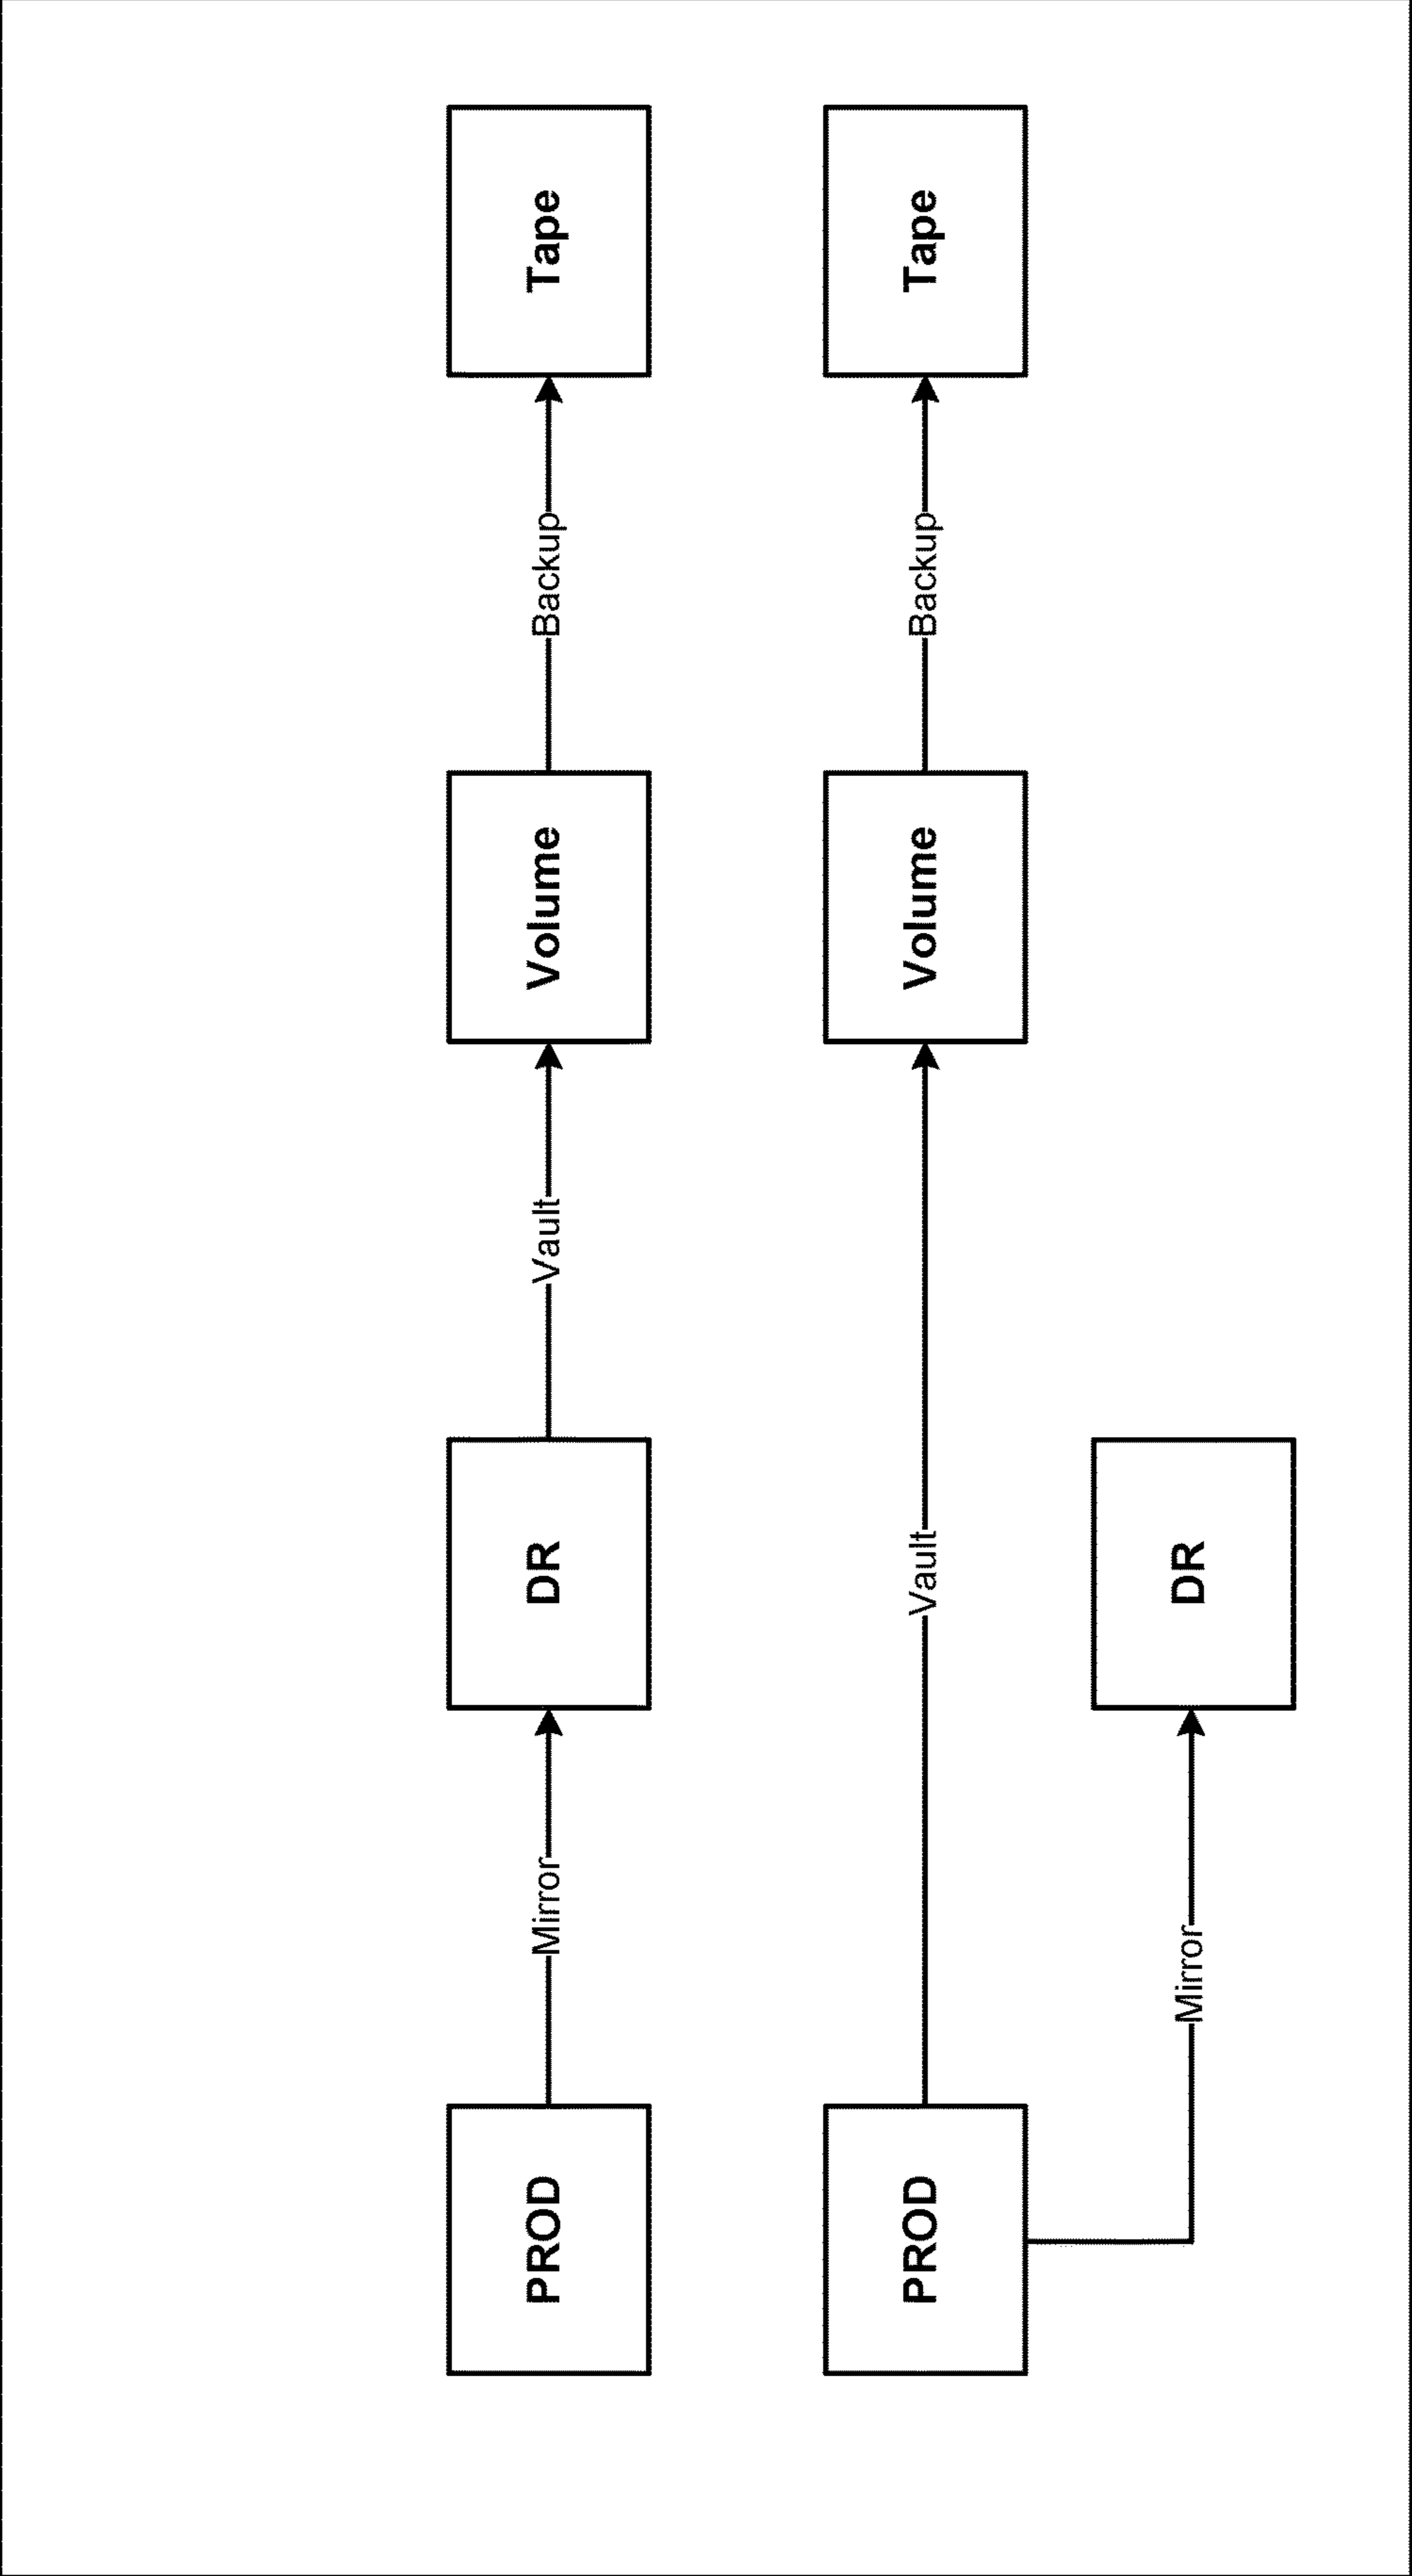 PROD
Mirror
DR
Vault
Volume
Backup
Tape
PROD
Vault
Volume
Backup
Tape
Mirror
DR